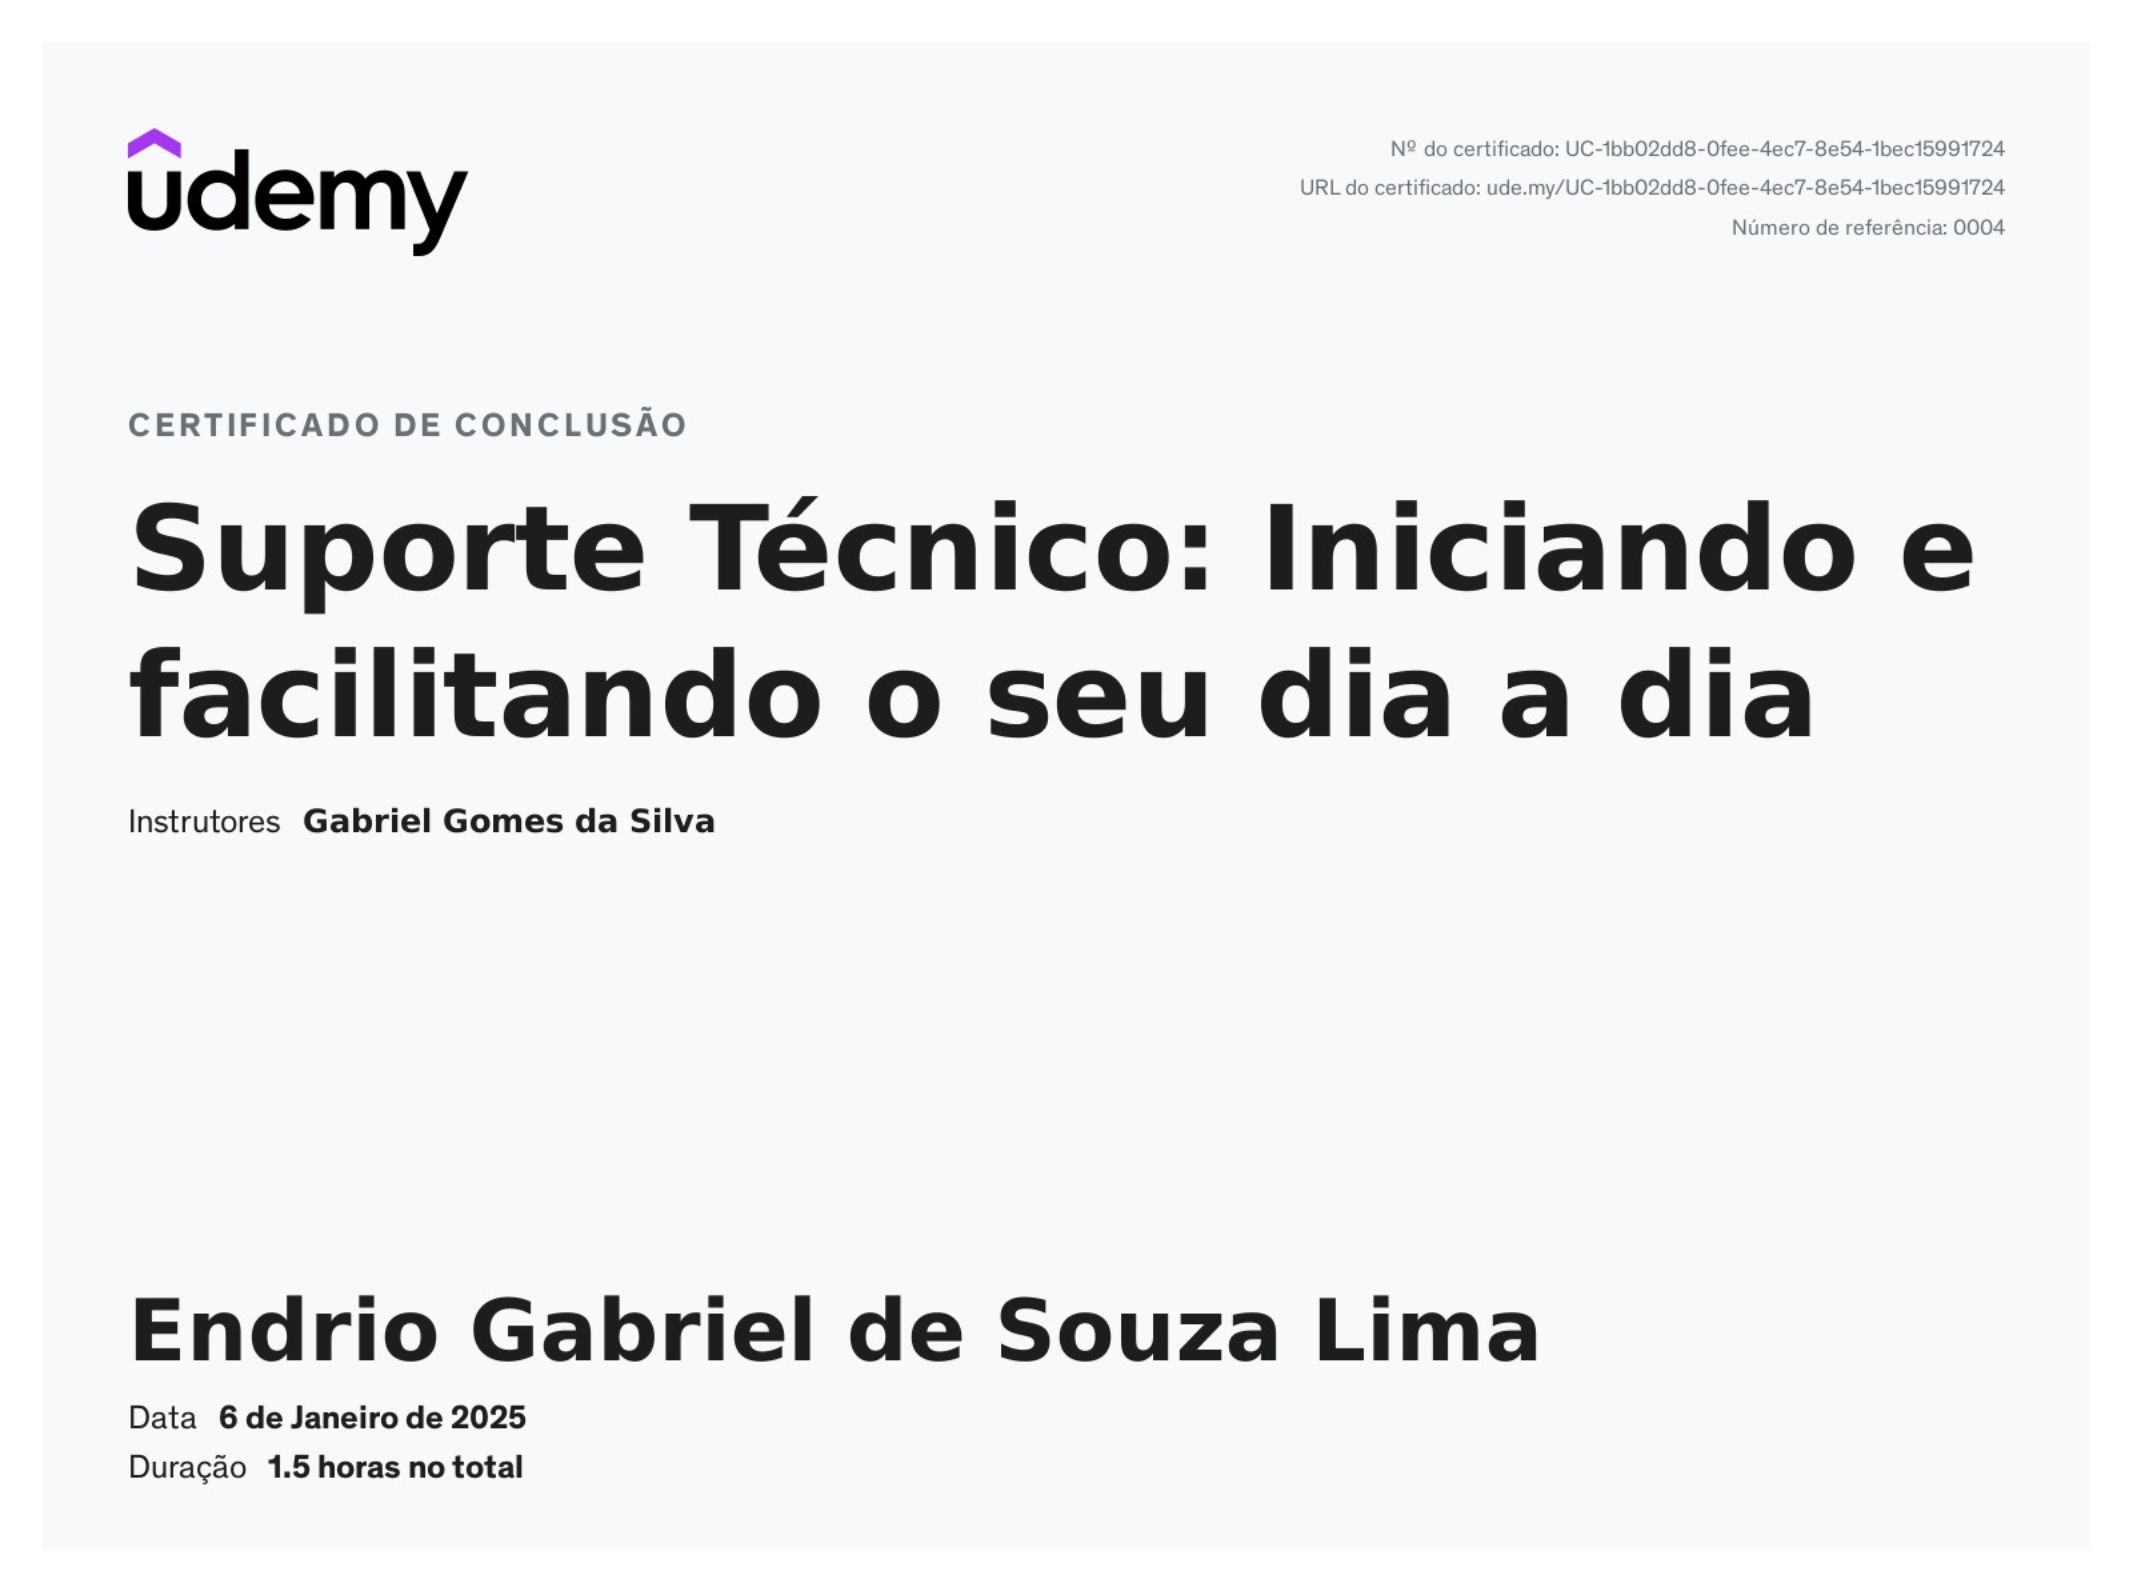 udemy
Nº do certificado: UC-1bb02dd8-0fee-4ec7-8e54-1bec15991724
URL do certificado: ude.my/UC-1bb02dd8-0fee-4ec7-8e54-1bec15991724
Número de referência: 0004
CERTIFICADO DE CONCLUSÃO
Suporte Técnico: Iniciando e
facilitando o seu dia a dia
Instrutores Gabriel Gomes da Silva
Endrio Gabriel de Souza Lima
Data 6 de Janeiro de 2025
Duração 1.5 horas no total